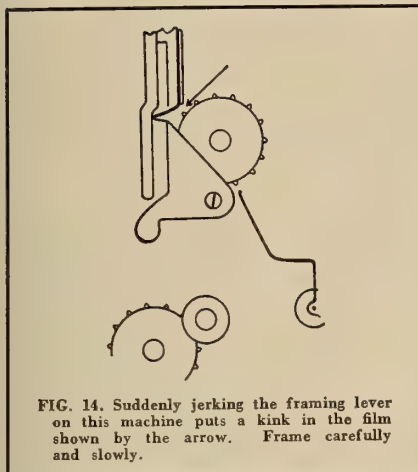 FIG. 14. Suddenly jerking the framing lever
on this machine puts a kink in the film
shown by the arrow. Frame carefully
and slowly.